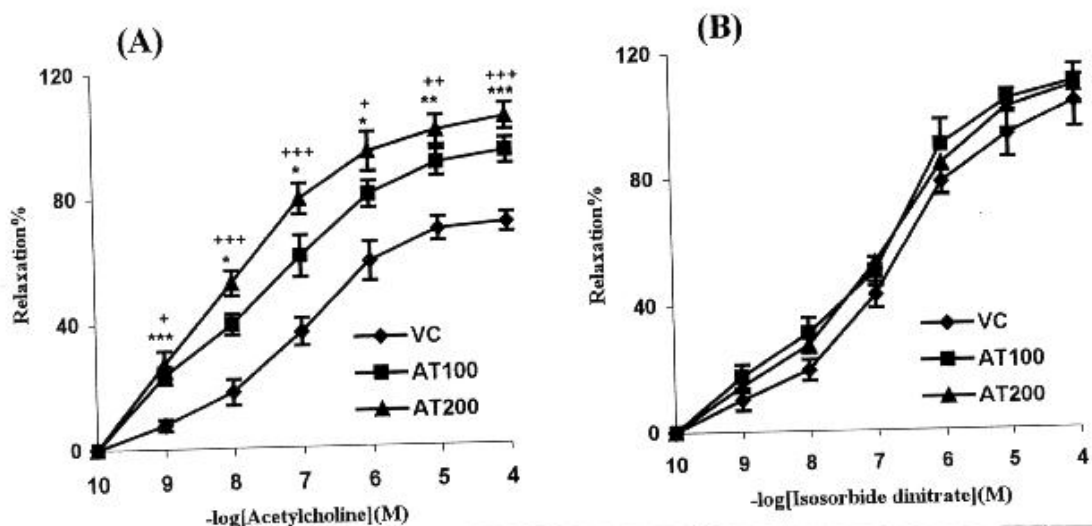 (A)
120
80
40
0
Relaxation%
+
***
+++
*
+++
*
+
*
++
**
+++
***
VC
AT100
AT200
10 9 8 7 6 5 4
-log[Acetylcholine](M)
(B)
120
80
40
0
Relaxation%
VC
AT100
AT200
10 9 8 7 6 5 4
-log[Isosorbide dinitrate](M)